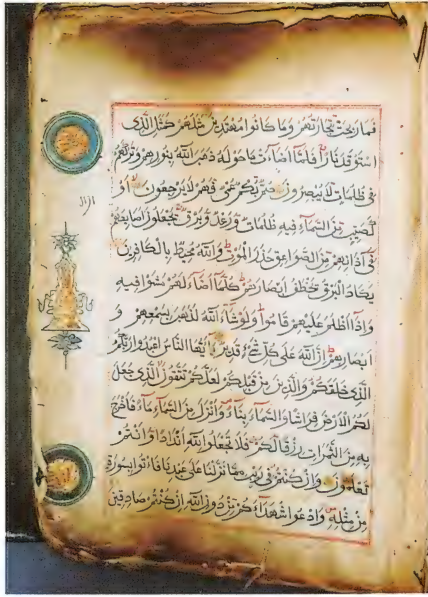 فما ربحت تجارتهم وما كانوا مهتدين مثلهم كمثل الذي
استوقد نارا فلما اضاءت ما حوله ذهب الله بنورهم وتركهم
في ظلمات لا يبصرون صم بكم عمي فهم لا يرجعون او
كصيب من السماء فيه ظلمات ورعد وبرق يجعلون اصابعهم
في آذانهم من الصواعق حذر الموت والله محيط بالكافرين
يكاد البرق يخطف ابصارهم كلما اضاء لهم مشوا فيه
واذا اظلم عليهم قاموا ولو شاء الله لذهب بسمعهم و
ابصارهم ان الله على كل شيء قدير يا ايها الناس اعبدوا ربكم
الذي خلقكم والذين من قبلكم لعلكم تتقون الذي جعل
لكم الارض فراشا والسماء بناء وانزل من السماء ماء فاخرج
به من الثمرات رزقا لكم فلا تجعلوا لله اندادا وانتم
تعلمون وان كنتم في ريب مما نزلنا على عبدنا فاتوا بسورة
من مثله وادعوا شهداءكم من دون الله ان كنتم صادقين